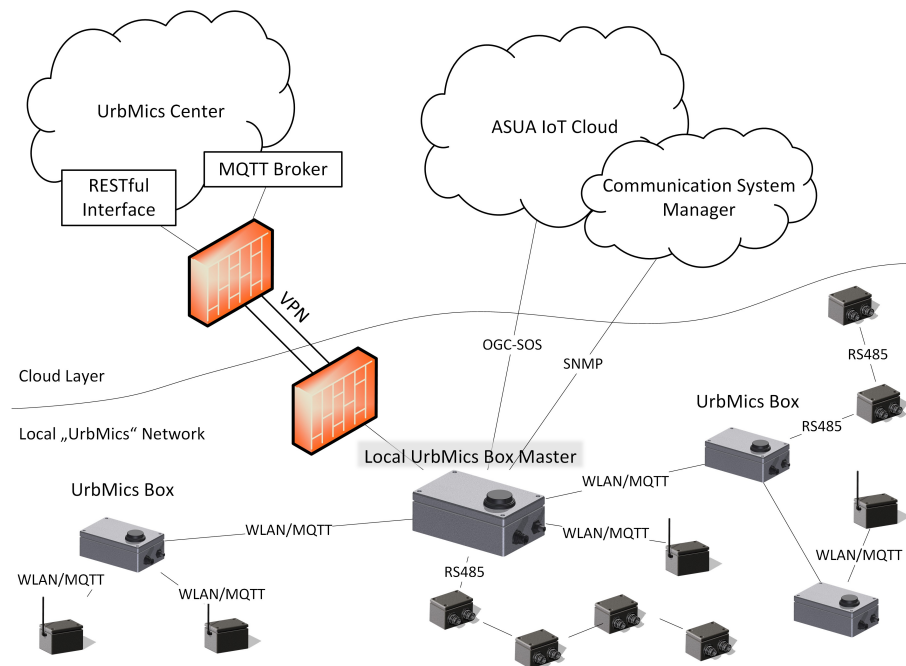 UrbMics Center
ASUA IoT Cloud
MQTT Broker
RESTful
Interface
Communication System
Manager
VPN
OGC-SOS
SNMP
RS485
Cloud Layer
Local „UrbMics“ Network
UrbMics Box
RS485
Local UrbMics Box Master
UrbMics Box
WLAN/MQTT
WLAN/MQTT
WLAN/MQTT
WLAN/MQTT
RS485
WLAN/MQTT
WLAN/MQTT